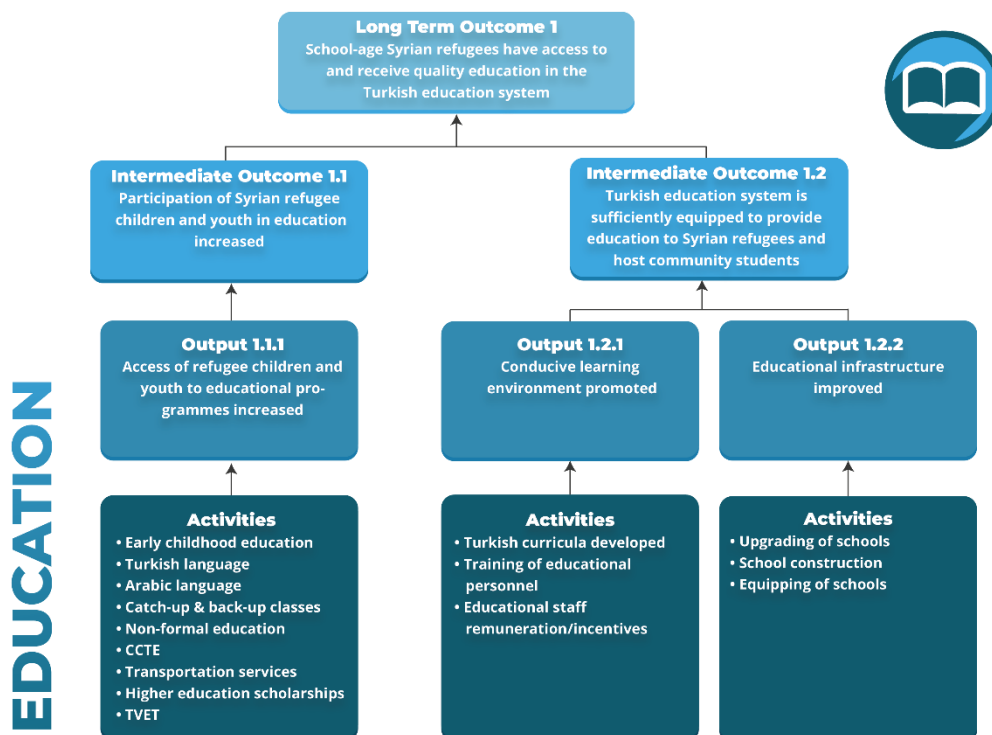 Long Term Outcome 1
School-age Syrian refugees have access to
and receive quality education in the
Turkish education system
Intermediate Outcome 1.1
Participation of Syrian refugee
children and youth in education
increased
Intermediate Outcome 1.2
Turkish education system is
sufficiently equipped to provide
education to Syrian refugees and
host community students
Output 1.1.1
Access of refugee children and
youth to educational pro-
grammes increased
Output 1.2.1
Conducive learning
environment promoted
Output 1.2.2
Educational infrastructure
improved
EDUCATION
Activities
• Early childhood education
• Turkish language
• Arabic language
• Catch-up & back-up classes
• Non-formal education
• CCTE
• Transportation services
• Higher education scholarships
• TVET
Activities
• Turkish curricula developed
• Training of educational
personnel
• Educational staff
remuneration/incentives
Activities
• Upgrading of schools
• School construction
• Equipping of schools